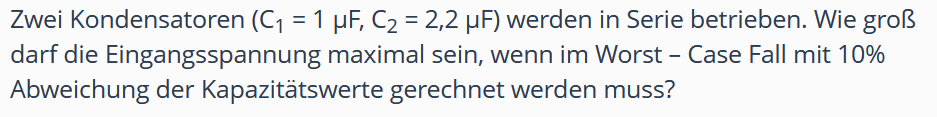 Zwei Kondensatoren (C₁ = 1 µF, C₂ = 2,2 µF) werden in Serie betrieben. Wie groß
darf die Eingangsspannung maximal sein, wenn im Worst – Case Fall mit 10%
Abweichung der Kapazitätswerte gerechnet werden muss?